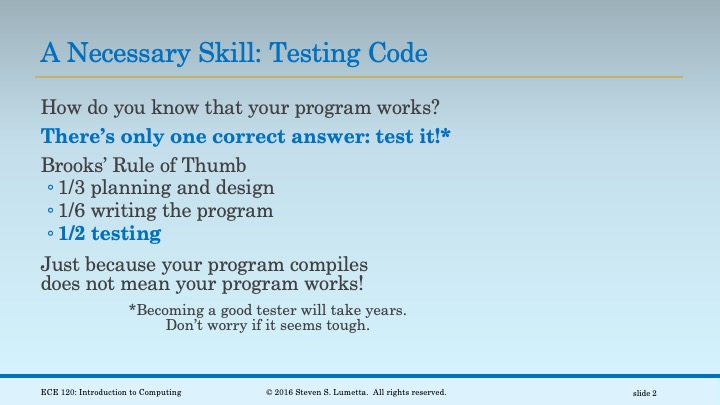 A Necessary Skill: Testing Code
How do you know that your program works?
There’s only one correct answer: test it!*
Brooks’ Rule of Thumb
◦ 1/3 planning and design
◦ 1/6 writing the program
◦ 1/2 testing
Just because your program compiles
does not mean your program works!
*Becoming a good tester will take years.
Don’t worry if it seems tough.
ECE 120: Introduction to Computing
© 2016 Steven S. Lumetta. All rights reserved.
slide 2